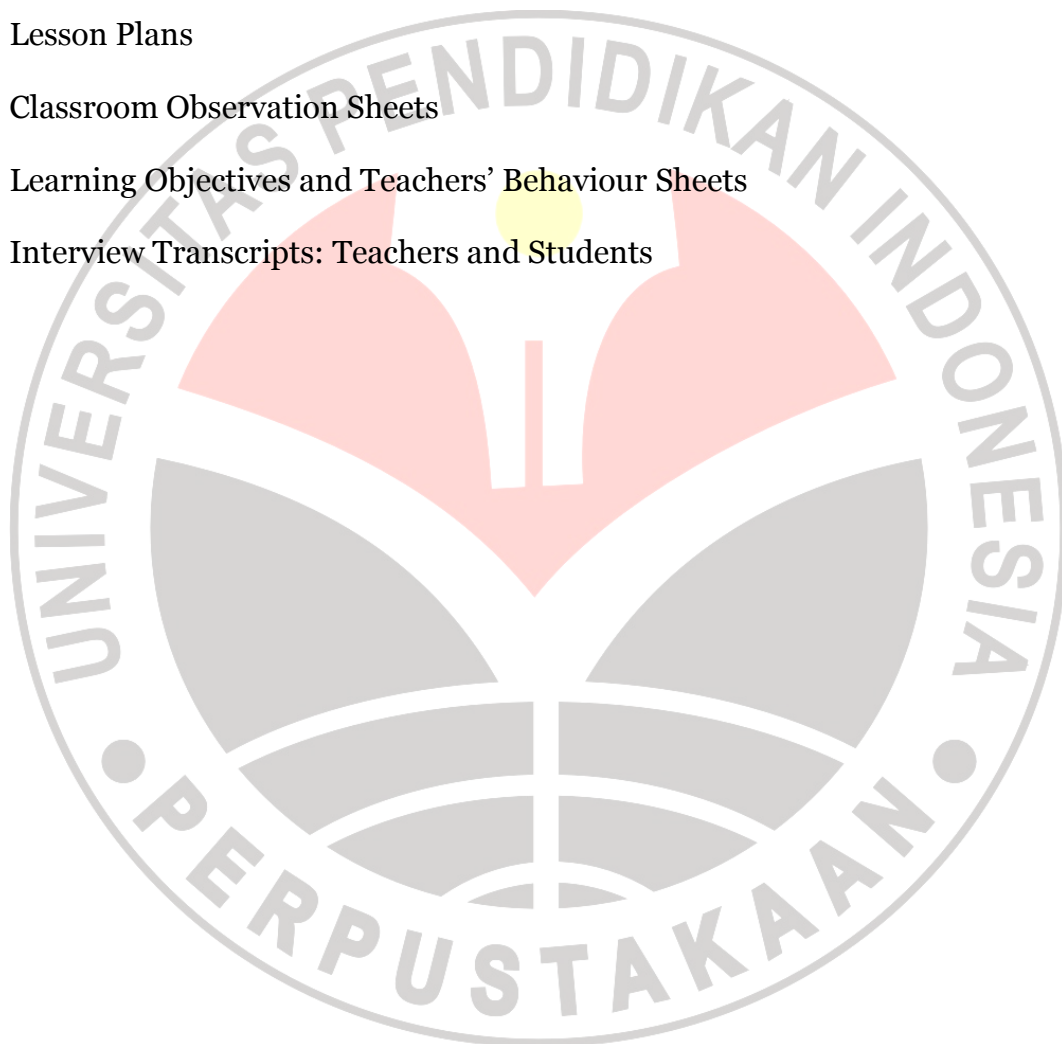 Lesson Plans
Classroom Observation Sheets
Learning Objectives and Teachers’ Behaviour Sheets
Interview Transcripts: Teachers and Students
UNIVERSITAS PENDIDIKAN INDONESIA
PERPUSTAKAAN